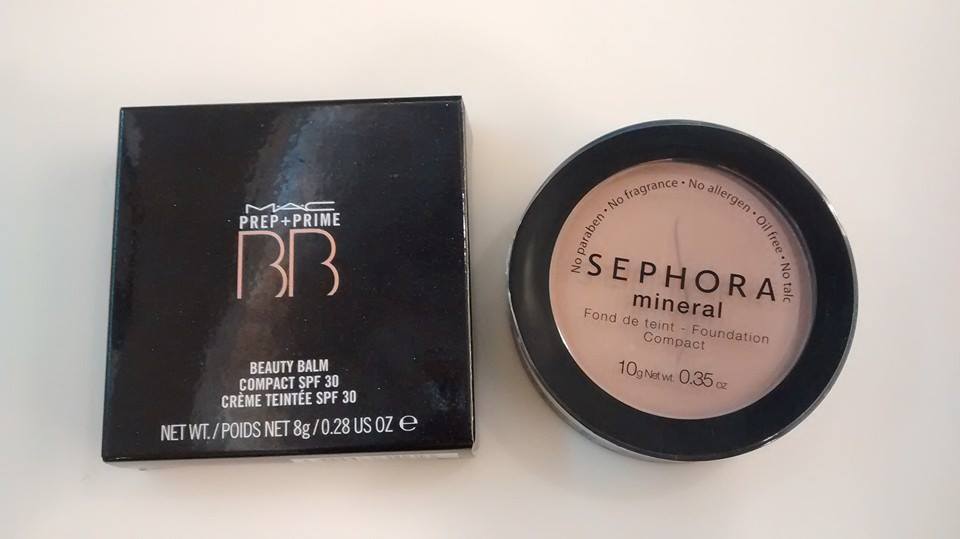 MAC
PREP+PRIME
BB
BEAUTY BALM
COMPACT SPF 30
CRÈME TEINTÉE SPF 30
NET WT./POIDS NET 8g/0.28 US OZ ℮
No paraben • No fragrance • No allergen • Oil free • No talc
SEPHORA
mineral
Fond de teint - Foundation
Compact
10g Net wt. 0.35 oz